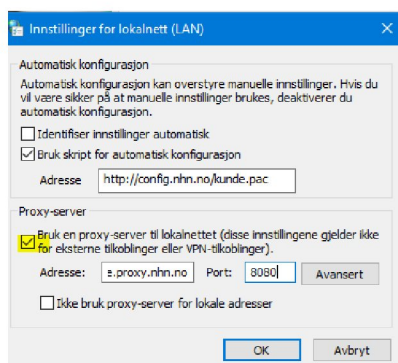 Innstillinger for lokalnett (LAN)
Automatisk konfigurasjon
Automatisk konfigurasjon kan overstyre manuelle innstillinger. Hvis du
vil være sikker på at manuelle innstillinger brukes, deaktiverer du
automatisk konfigurasjon.
Identifiser innstillinger automatisk
Bruk skript for automatisk konfigurasjon
Adresse http://config.nhn.no/kunde.pac
Proxy-server
Bruk en proxy-server til lokalnettet (disse innstillingene gjelder ikke
for eksterne tilkoblinger eller VPN-tilkoblinger).
Adresse: e.proxy.nhn.no Port: 8080 Avansert
Ikke bruk proxy-server for lokale adresser
OK Avbryt